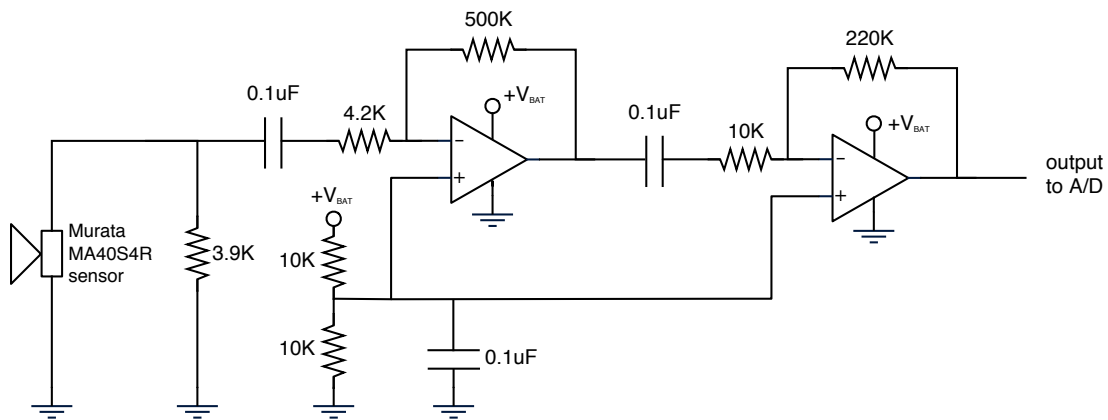 500K
220K
0.1uF
4.2K
+VBAT
0.1uF
10K
+VBAT
−
+
−
+
output
to A/D
+VBAT
Murata
MA40S4R
sensor
3.9K
10K
10K
0.1uF